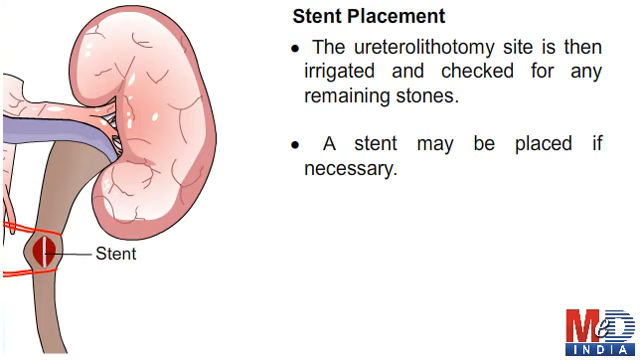 Stent Placement
• The ureterolithotomy site is then
irrigated and checked for any
remaining stones.
• A stent may be placed if
necessary.
Stent
MeD
INDIA